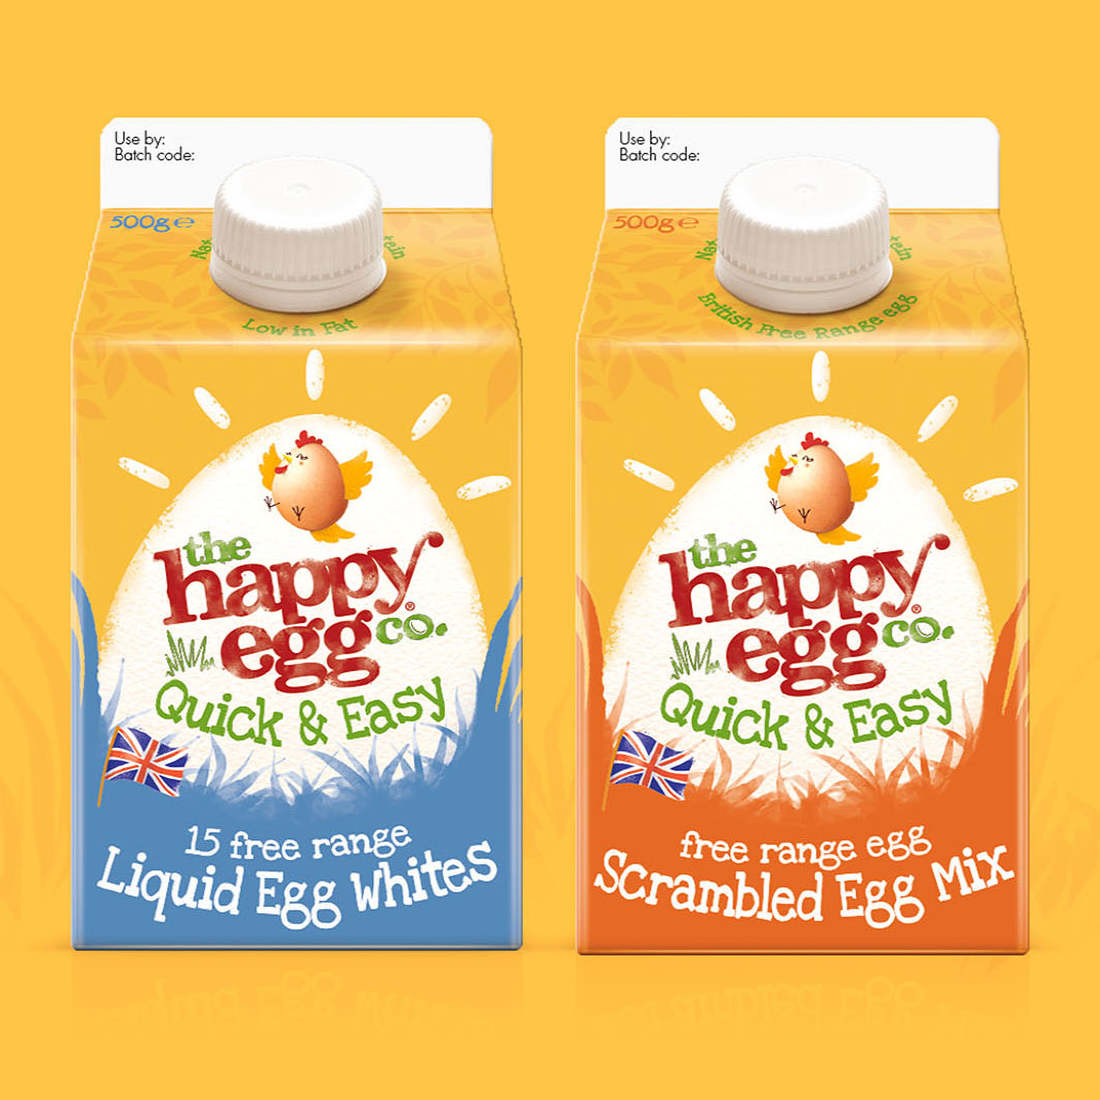 Use by:
Batch code:
500g ℮
Low in Fat
the
happy
egg co.
®
Quick & Easy
15 free range
Liquid Egg Whites
Use by:
Batch code:
500g ℮
British Free Range egg
the
happy
egg co.
®
Quick & Easy
free range egg
Scrambled Egg Mix